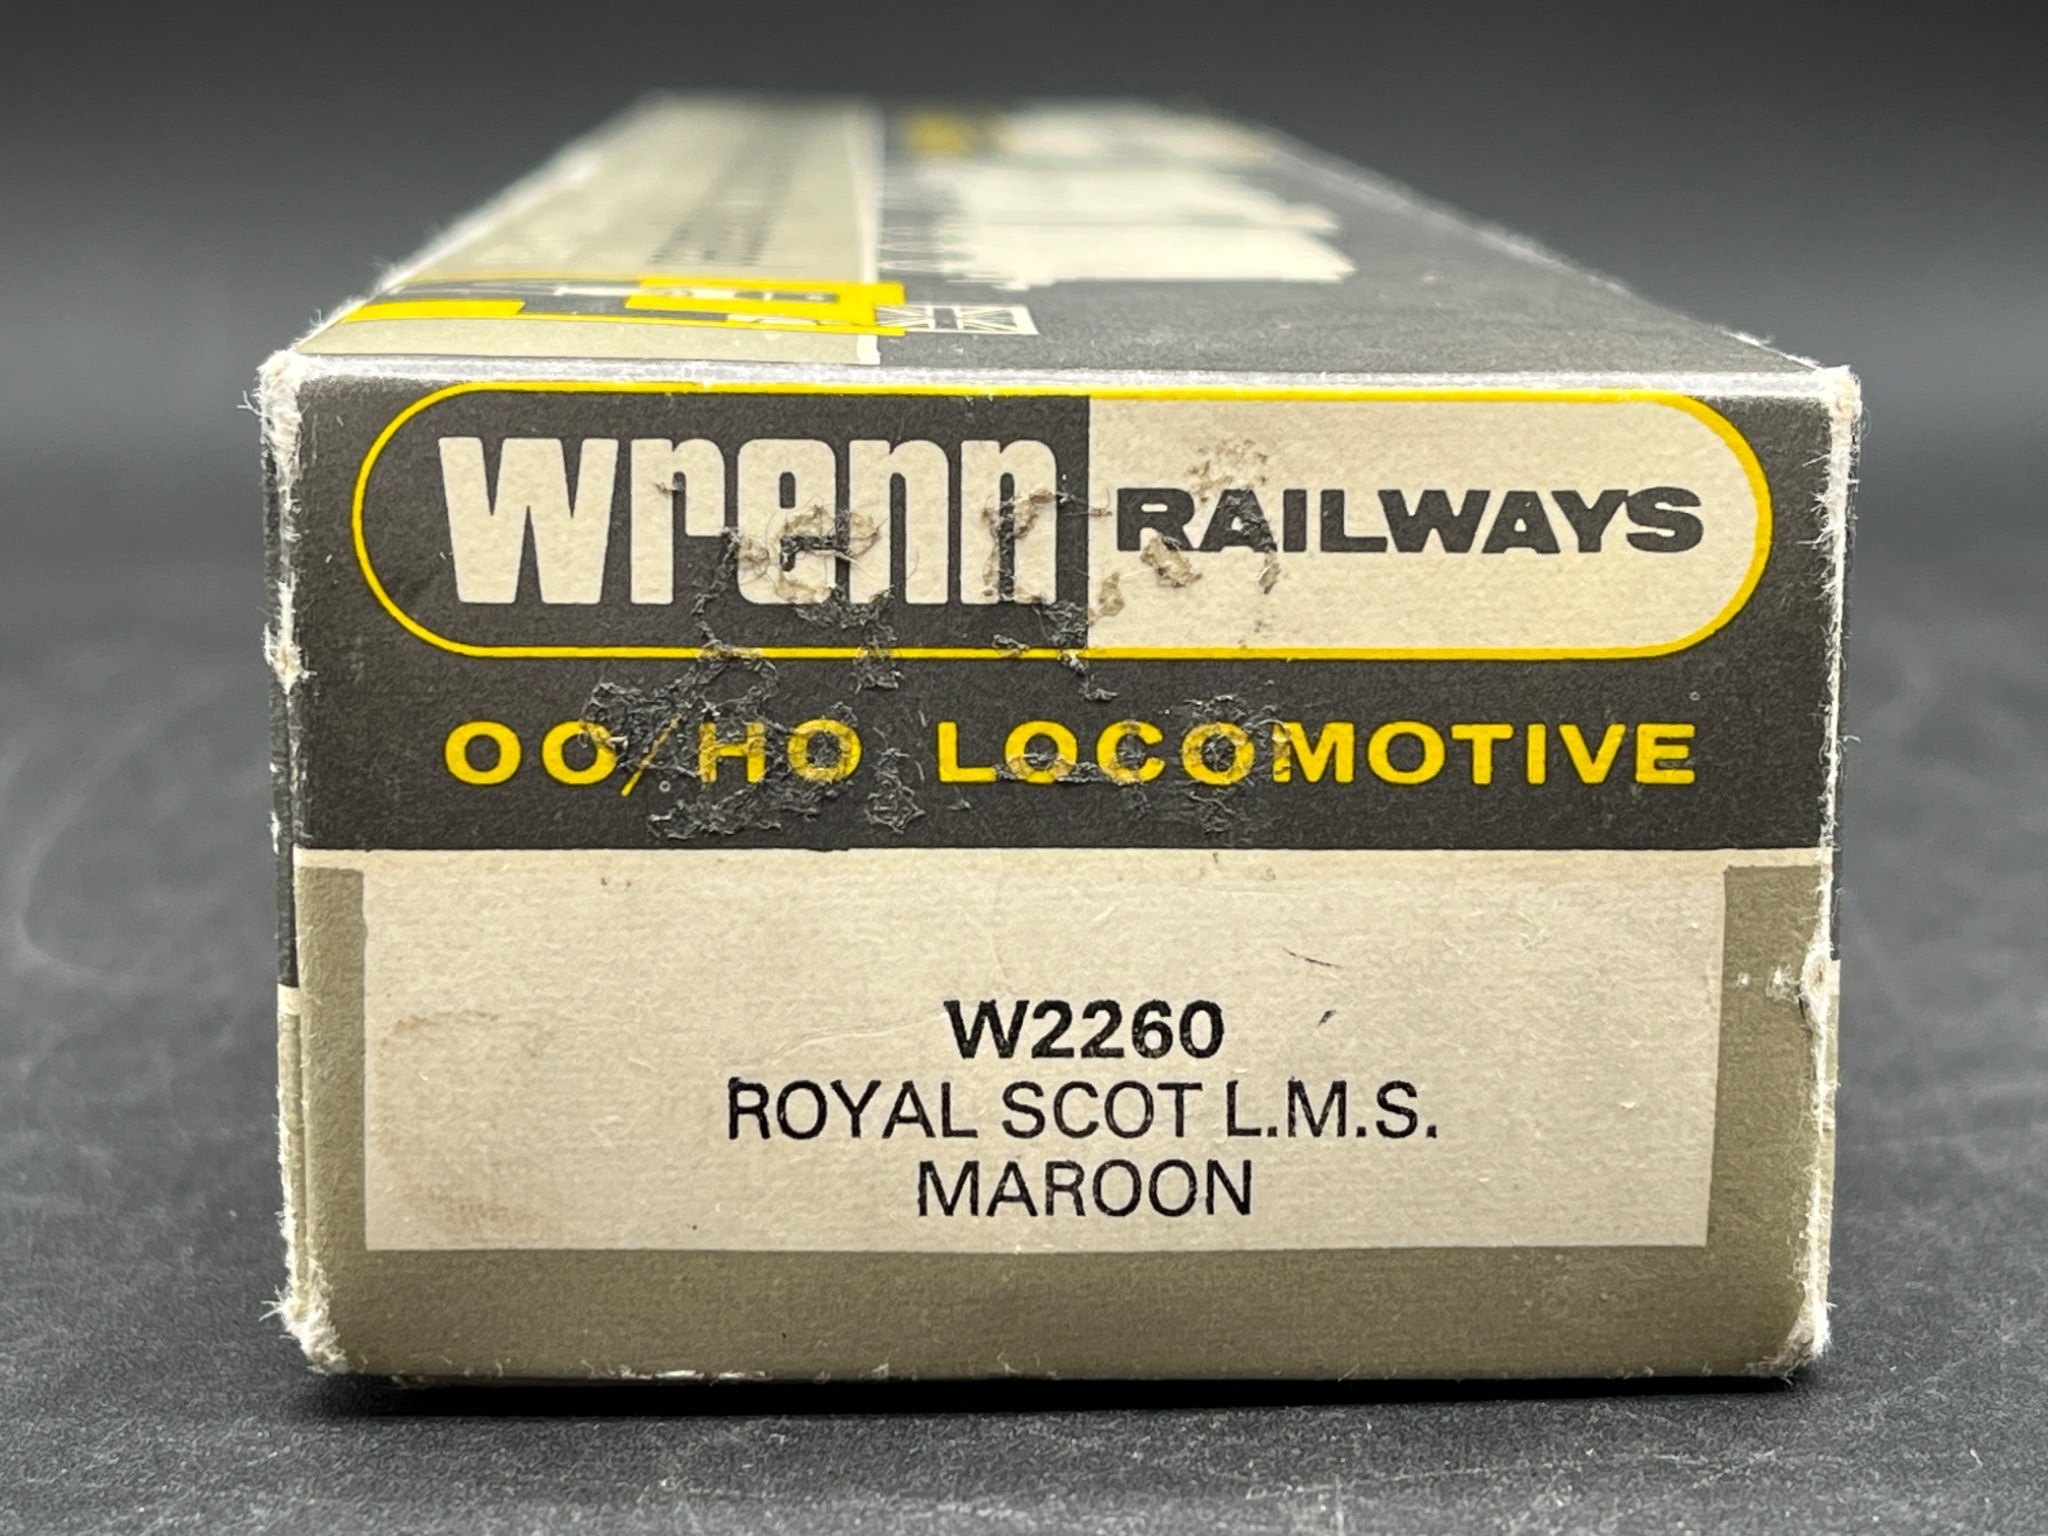 wrenn RAILWAYS
OO/HO LOCOMOTIVE
W2260
ROYAL SCOT L.M.S.
MAROON